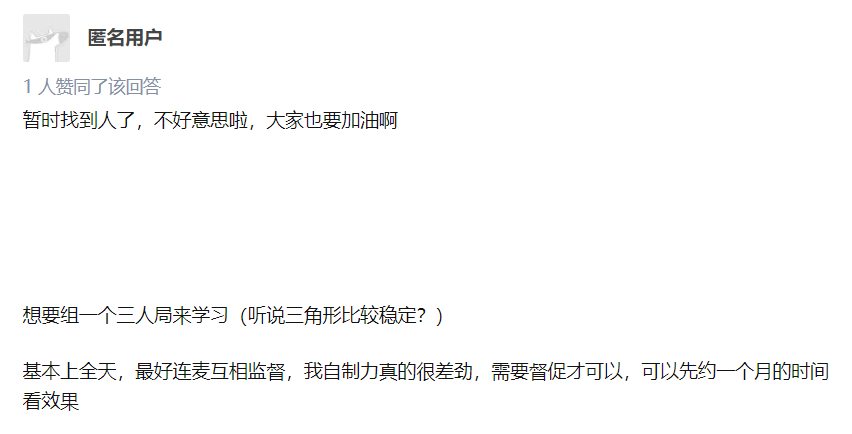 匿名用户
1 人赞同了该回答
暂时找到人了，不好意思啦，大家也要加油啊
想要组一个三人局来学习（听说三角形比较稳定？）
基本上全天，最好连麦互相监督，我自制力真的很差劲，需要督促才可以，可以先约一个月的时间
看效果